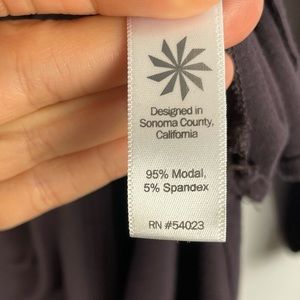 Designed in
Sonoma County,
California
95% Modal,
5% Spandex
RN #54023